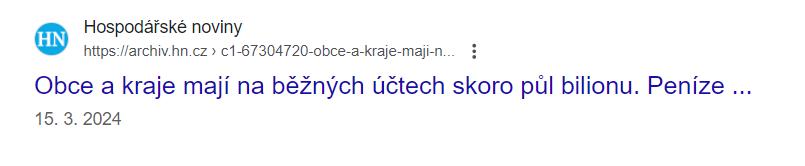 HN
Hospodářské noviny
https://archiv.hn.cz › c1-67304720-obce-a-kraje-maji-n...
Obce a kraje mají na běžných účtech skoro půl bilionu. Peníze ...
15. 3. 2024